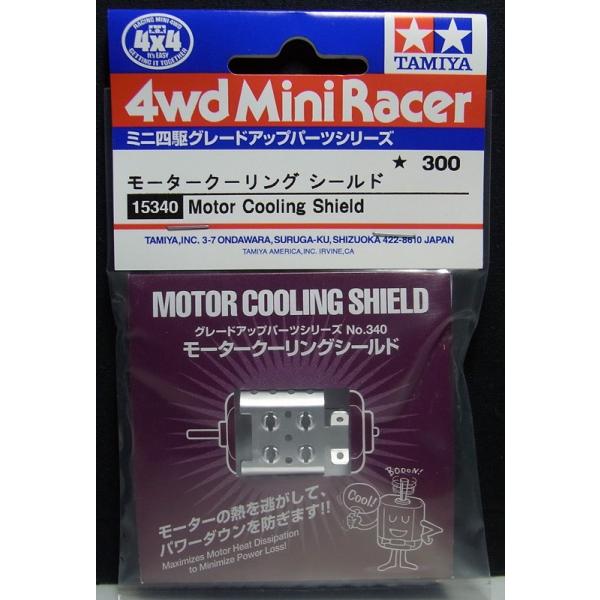 RACING MINI 4WD
4x4
It's EASY
GETTING IT TOGETHER
TAMIYA
4wd Mini Racer
ミニ四駆グレードアップパーツシリーズ
★ 300
モータークーリング シールド
15340 Motor Cooling Shield
TAMIYA,INC. 3-7 ONDAWARA,SURUGA-KU,SHIZUOKA 422-8610 JAPAN
TAMIYA AMERICA,INC. IRVINE,CA
MOTOR COOLING SHIELD
グレードアップパーツシリーズ No.340
モータークーリングシールド
BOOON!
Cool!
モーターの熱を逃がして、
パワーダウンを防ぎます!!
Maximizes Motor Heat Dissipation
to Minimize Power Loss!